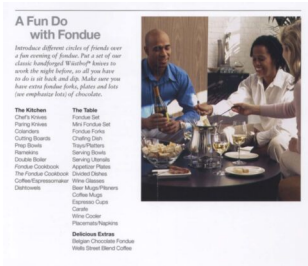 A Fun Do
with Fondue
Introduce different circles of friends over
a fun evening of fondue. Put a set of our
classic handforged Wüsthof® knives to
work the night before, so all you have
to do is sit back and dip. Make sure you
have extra fondue forks, plates and lots
(we emphasize lots) of chocolate.
The Kitchen
Chef's Knives
Paring Knives
Colanders
Cutting Boards
Prep Bowls
Ramekins
Double Boiler
Fondue Cookbook
The Fondue Cookbook
Coffee/Espressomaker
Dishtowels
The Table
Fondue Set
Mini Fondue Set
Fondue Forks
Chafing Dish
Trays/Platters
Serving Bowls
Serving Utensils
Appetizer Plates
Divided Dishes
Wine Glasses
Beer Mugs/Pilsners
Coffee Mugs
Espresso Cups
Carafe
Wine Cooler
Placemats/Napkins
Delicious Extras
Belgian Chocolate Fondue
Wells Street Blend Coffee